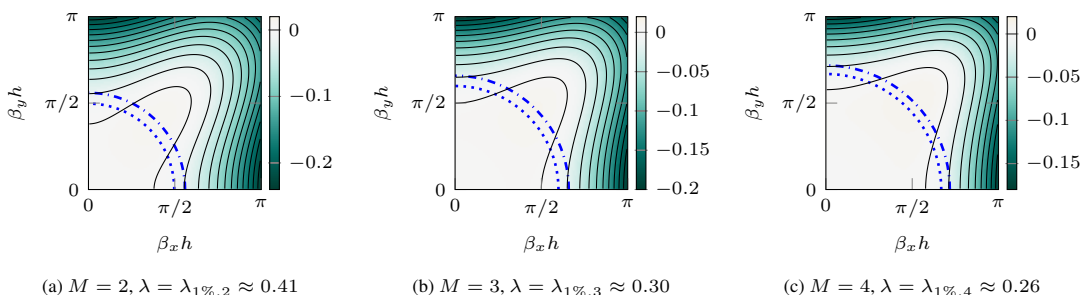 π
π/2
0
0
π/2
π
β_y h
β_x h
0
−0.1
−0.2
π
π/2
0
0
π/2
π
β_y h
β_x h
0
−0.05
−0.1
−0.15
−0.2
π
π/2
0
0
π/2
π
β_y h
β_x h
0
−0.05
−0.1
−0.15
(a) M = 2, λ = λ_{1%,2} ≈ 0.41
(b) M = 3, λ = λ_{1%,3} ≈ 0.30
(c) M = 4, λ = λ_{1%,4} ≈ 0.26